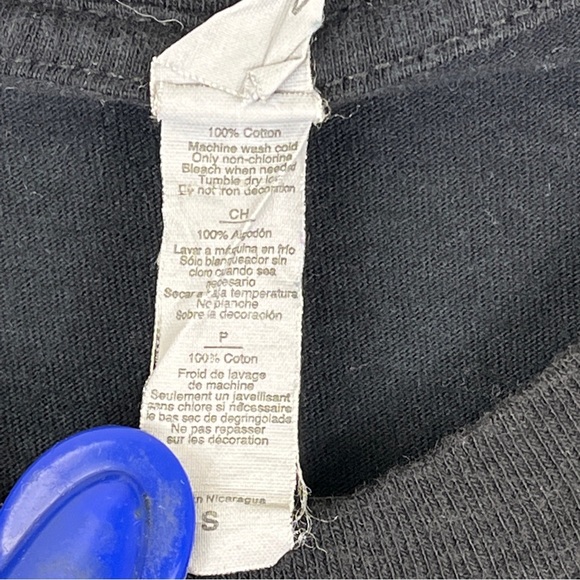 100% Cotton
Machine wash cold
Only non-chlorine
Bleach when needed
Tumble dry
Do not iron decoration
CH
100% Algodón
Lavar a máquina en frío
Sólo blanqueador sin
cloro cuando sea
necesario
Secar a baja temperatura
No planche
sobre la decoración
P
100% Coton
Froid de lavage
de machine
Seulement un javellisant
sans chlore si nécessaire
le bas sec de degringolada
Ne pas repasser
sur les décoration
in Nicaragua
S